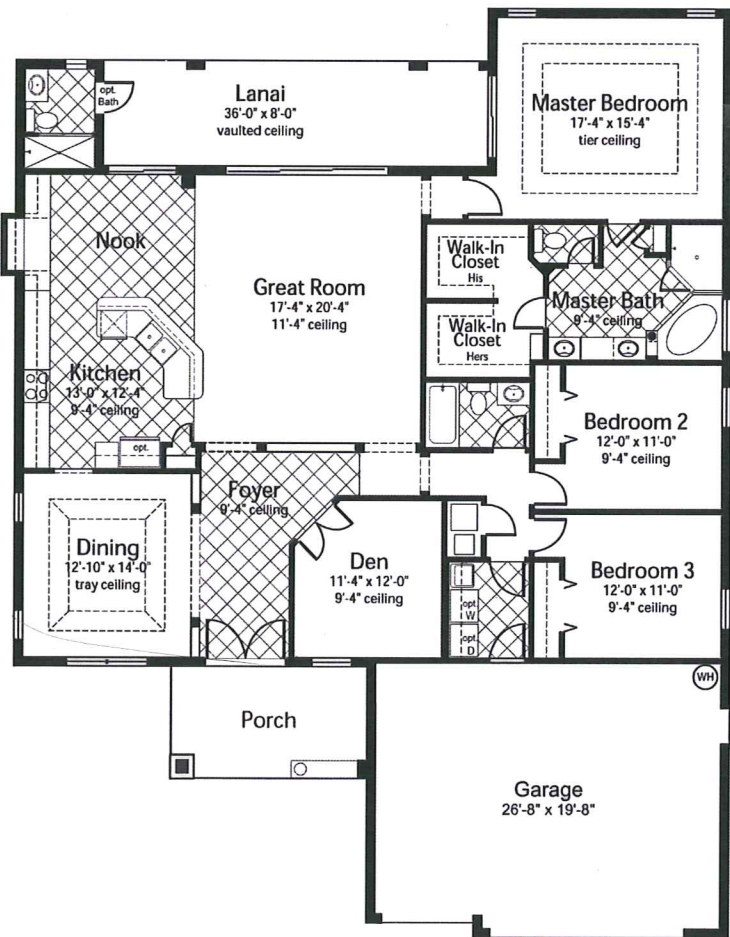 opt.
Bath
Lanai
36'-0" x 8'-0"
vaulted ceiling
Master Bedroom
17'-4" x 15'-4"
tier ceiling
Nook
Great Room
17'-4" x 20'-4"
11'-4" ceiling
Walk-In
Closet
His
Walk-In
Closet
Hers
Master Bath
9'-4" ceiling
Kitchen
13'-0" x 12'-4"
9'-4" ceiling
opt.
Bedroom 2
12'-0" x 11'-0"
9'-4" ceiling
Foyer
9'-4" ceiling
Dining
12'-10" x 14'-0"
tray ceiling
Den
11'-4" x 12'-0"
9'-4" ceiling
opt.
W
opt.
D
Bedroom 3
12'-0" x 11'-0"
9'-4" ceiling
WH
Porch
Garage
26'-8" x 19'-8"